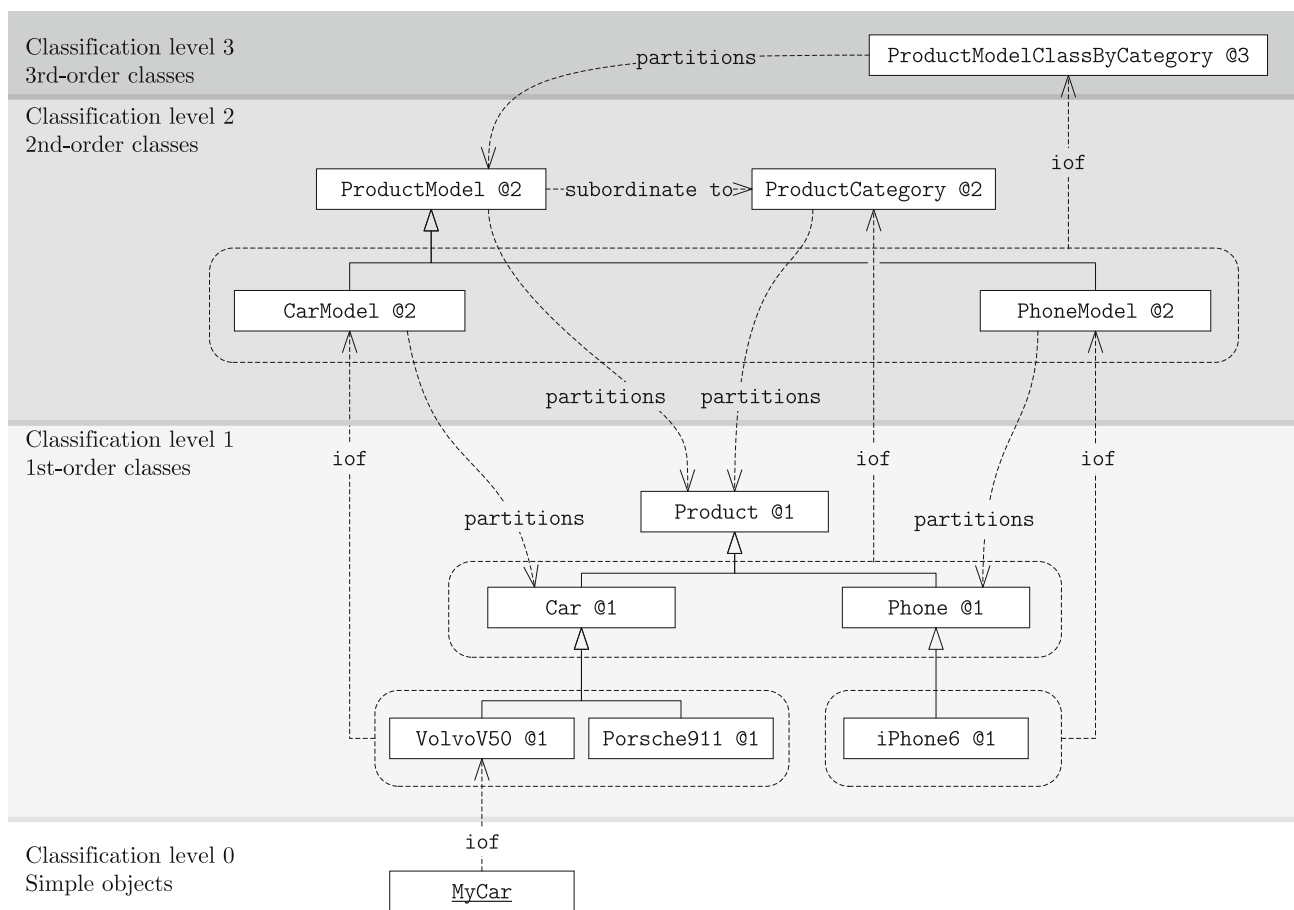 Classification level 3
3rd-order classes
partitions
ProductModelClassByCategory @3
Classification level 2
2nd-order classes
iof
ProductModel @2
subordinate to
ProductCategory @2
CarModel @2
PhoneModel @2
partitions
partitions
Classification level 1
1st-order classes
iof
iof
iof
Product @1
partitions
partitions
Car @1
Phone @1
VolvoV50 @1
Porsche911 @1
iPhone6 @1
iof
Classification level 0
Simple objects
MyCar